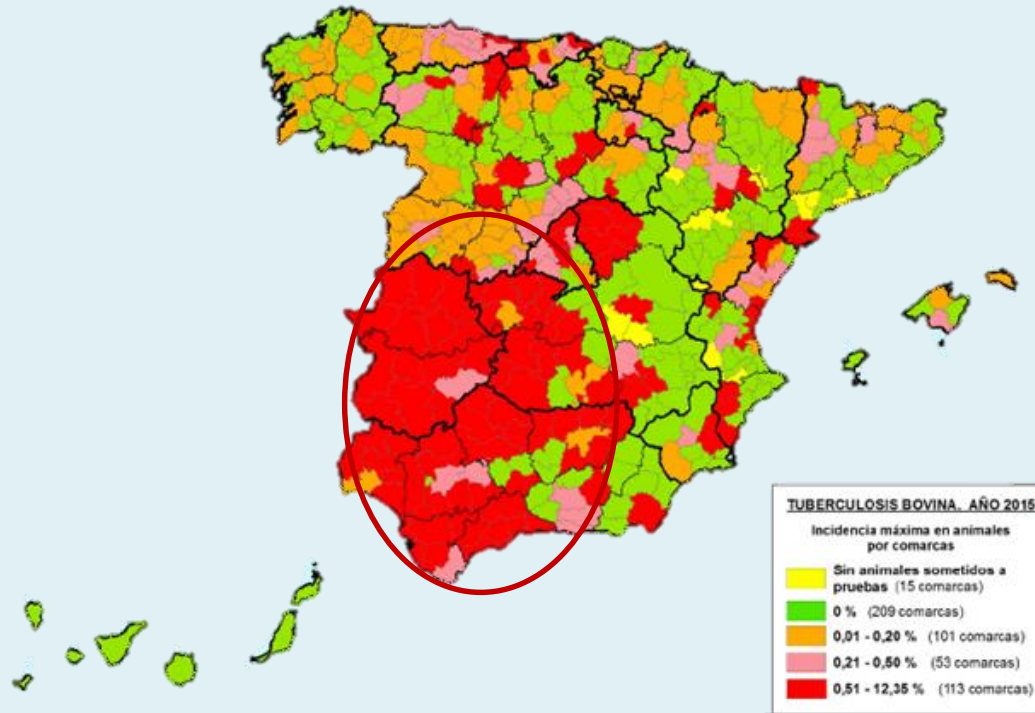 TUBERCULOSIS BOVINA. AÑO 2015
Incidencia máxima en animales
por comarcas
Sin animales sometidos a
pruebas (15 comarcas)
0 % (209 comarcas)
0,01 - 0,20 % (101 comarcas)
0,21 - 0,50 % (53 comarcas)
0,51 - 12,35 % (113 comarcas)